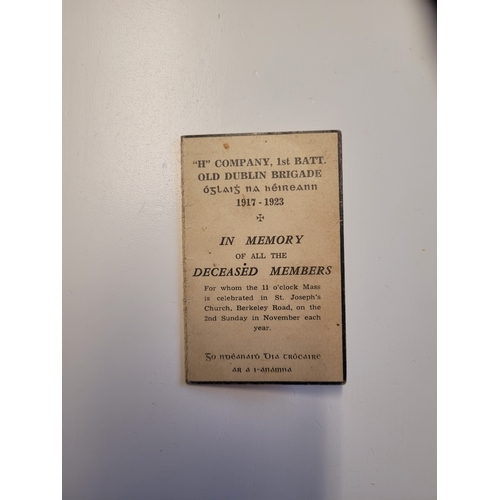 "H" COMPANY, 1st BATT.
OLD DUBLIN BRIGADE
óglaiġ na héireann
1917 - 1923
✠
IN MEMORY
OF ALL THE
DECEASED MEMBERS
For whom the 11 o'clock Mass
is celebrated in St. Joseph's
Church, Berkeley Road, on the
2nd Sunday in November each
year.
Go nDéanaiḋ Dia trócaire
ar a